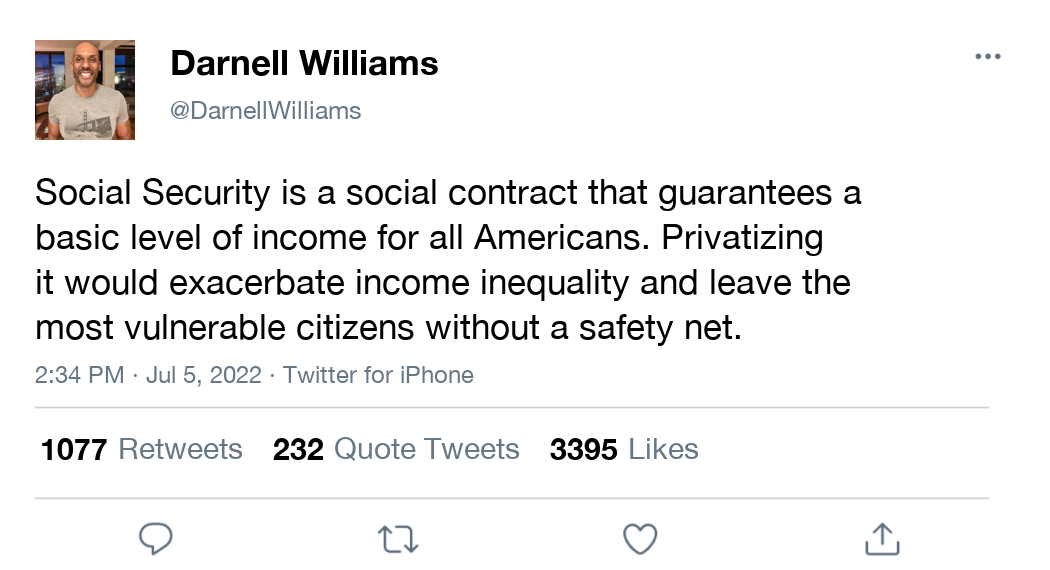 Darnell Williams
@DarnellWilliams
Social Security is a social contract that guarantees a
basic level of income for all Americans. Privatizing
it would exacerbate income inequality and leave the
most vulnerable citizens without a safety net.
2:34 PM · Jul 5, 2022 · Twitter for iPhone
1077 Retweets 232 Quote Tweets 3395 Likes